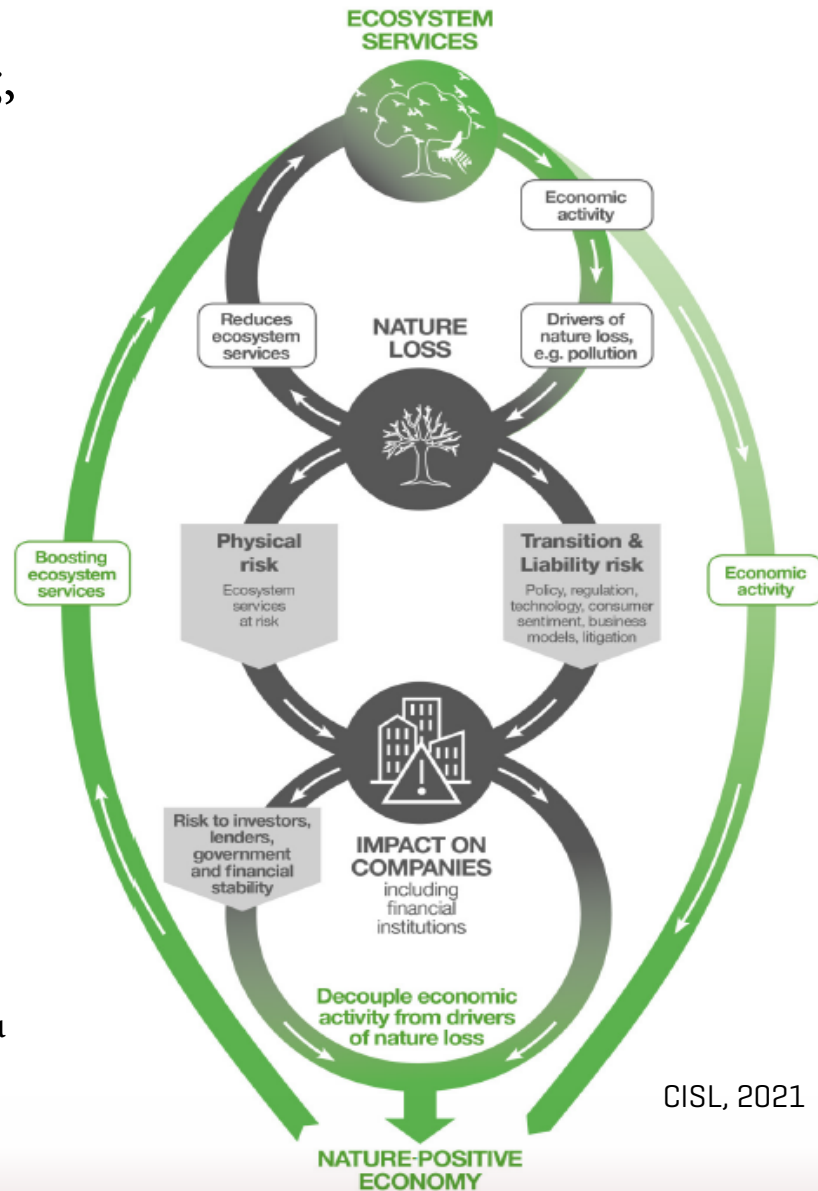 ECOSYSTEM
SERVICES
Economic
activity
Reduces
ecosystem
services
NATURE
LOSS
Drivers of
nature loss,
e.g. pollution
Physical
risk
Ecosystem
services
at risk
Transition &
Liability risk
Policy, regulation,
technology, consumer
sentiment, business
models, litigation
Boosting
ecosystem
services
Economic
activity
Risk to investors,
lenders,
government
and financial
stability
IMPACT ON
COMPANIES
including
financial
institutions
Decouple economic
activity from drivers
of nature loss
CISL, 2021
NATURE-POSITIVE
ECONOMY